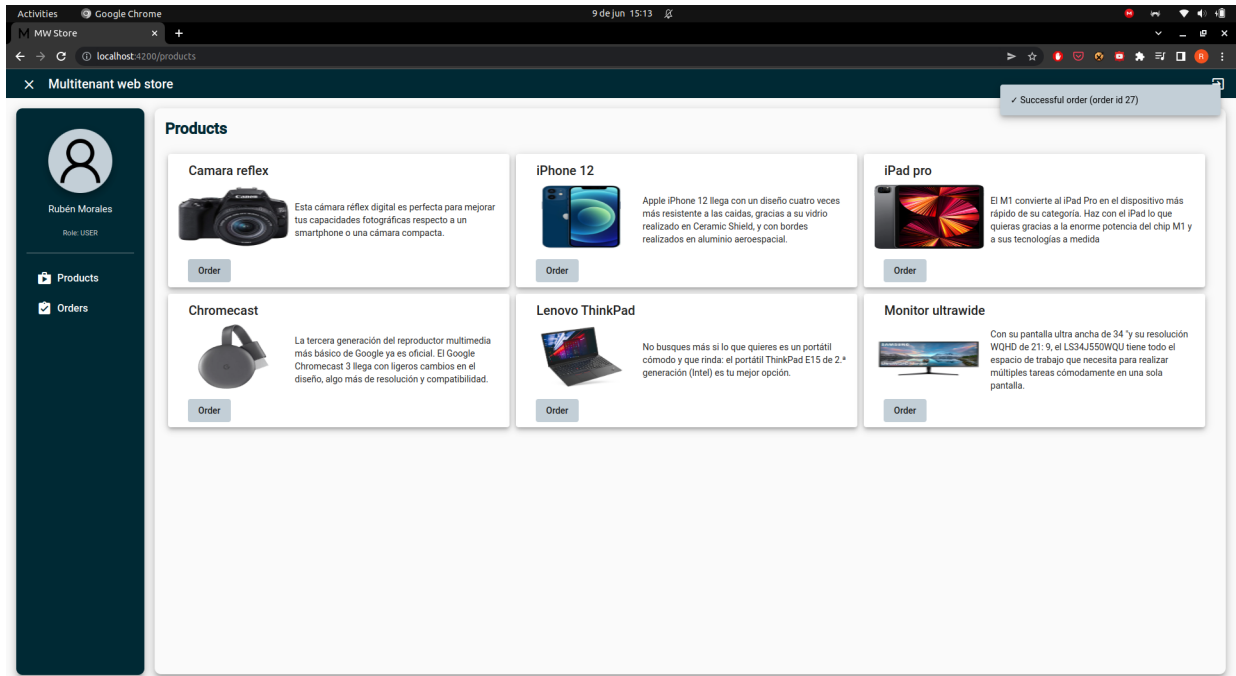 Activities
Google Chrome
9 de jun 15:13
M MW Store
localhost:4200/products
Multitenant web store
✓ Successful order (order id 27)
Rubén Morales
Role: USER
Products
Orders
Products
Camara reflex
Canon
Esta cámara réflex digital es perfecta para mejorar
tus capacidades fotográficas respecto a un
smartphone o una cámara compacta.
Order
iPhone 12
Apple iPhone 12 llega con un diseño cuatro veces
más resistente a las caidas, gracias a su vidrio
realizado en Ceramic Shield, y con bordes
realizados en aluminio aeroespacial.
Order
iPad pro
El M1 convierte al iPad Pro en el dispositivo más
rápido de su categoría. Haz con el iPad lo que
quieras gracias a la enorme potencia del chip M1 y
a sus tecnologías a medida
Order
Chromecast
La tercera generación del reproductor multimedia
más básico de Google ya es oficial. El Google
Chromecast 3 llega con ligeros cambios en el
diseño, algo más de resolución y compatibilidad.
Order
Lenovo ThinkPad
No busques más si lo que quieres es un portátil
cómodo y que rinda: el portátil ThinkPad E15 de 2.ª
generación (Intel) es tu mejor opción.
Order
Monitor ultrawide
Con su pantalla ultra ancha de 34 "y su resolución
WQHD de 21: 9, el LS34J550WQU tiene todo el
espacio de trabajo que necesita para realizar
múltiples tareas cómodamente en una sola
pantalla.
Order